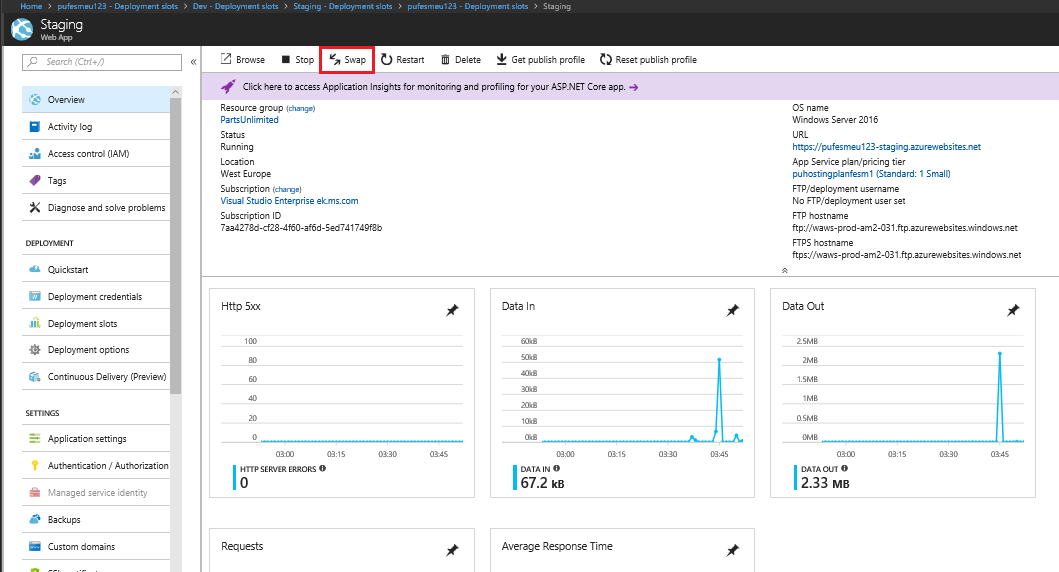 Home > pufesmeu123 - Deployment slots > Dev - Deployment slots > Staging - Deployment slots > pufesmeu123 - Deployment slots > Staging
Staging
Web App
Search (Ctrl+/)
«
Overview
Activity log
Access control (IAM)
Tags
Diagnose and solve problems
DEPLOYMENT
Quickstart
Deployment credentials
Deployment slots
Deployment options
Continuous Delivery (Preview)
SETTINGS
Application settings
Authentication / Authorization
Managed service identity
Backups
Custom domains
Browse Stop Swap Restart Delete Get publish profile Reset publish profile
Click here to access Application Insights for monitoring and profiling for your ASP.NET Core app. →
Resource group (change)
PartsUnlimited
Status
Running
Location
West Europe
Subscription (change)
Visual Studio Enterprise ek.ms.com
Subscription ID
7aa4278d-cf28-4f60-af6d-5ed741749f8b
OS name
Windows Server 2016
URL
https://pufesmeu123-staging.azurewebsites.net
App Service plan/pricing tier
puhostingplanfesm1 (Standard: 1 Small)
FTP/deployment username
No FTP/deployment user set
FTP hostname
ftp://waws-prod-am2-031.ftp.azurewebsites.windows.net
FTPS hostname
ftps://waws-prod-am2-031.ftp.azurewebsites.windows.net
Http 5xx
100
80
60
40
20
0
03:00 03:15 03:30 03:45
HTTP SERVER ERRORS
0
Data In
60kB
50kB
40kB
30kB
20kB
10kB
0kB
03:00 03:15 03:30 03:45
DATA IN
67.2 kB
Data Out
2.5MB
2MB
1.5MB
1MB
0.5MB
0MB
03:00 03:15 03:30 03:45
DATA OUT
2.33 MB
Requests
Average Response Time